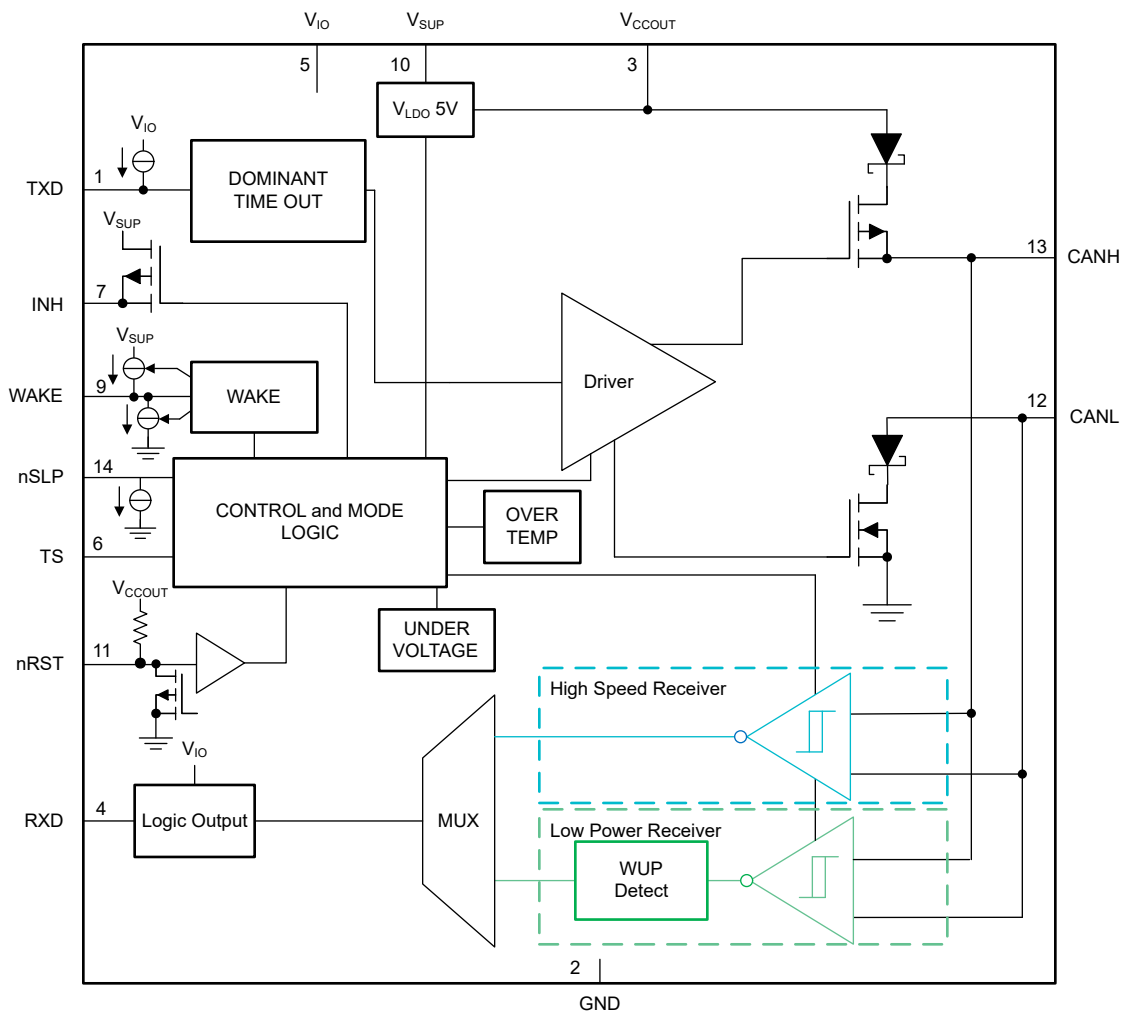 VIO
VSUP
VCCOUT
5
10
3
VLDO 5V
VIO
TXD
1
DOMINANT
TIME OUT
VSUP
INH
7
13
CANH
VSUP
WAKE
9
WAKE
Driver
12
CANL
nSLP
14
CONTROL and MODE
LOGIC
OVER
TEMP
TS
6
VCCOUT
UNDER
VOLTAGE
nRST
11
High Speed Receiver
VIO
RXD
4
Logic Output
MUX
Low Power Receiver
WUP
Detect
2
GND